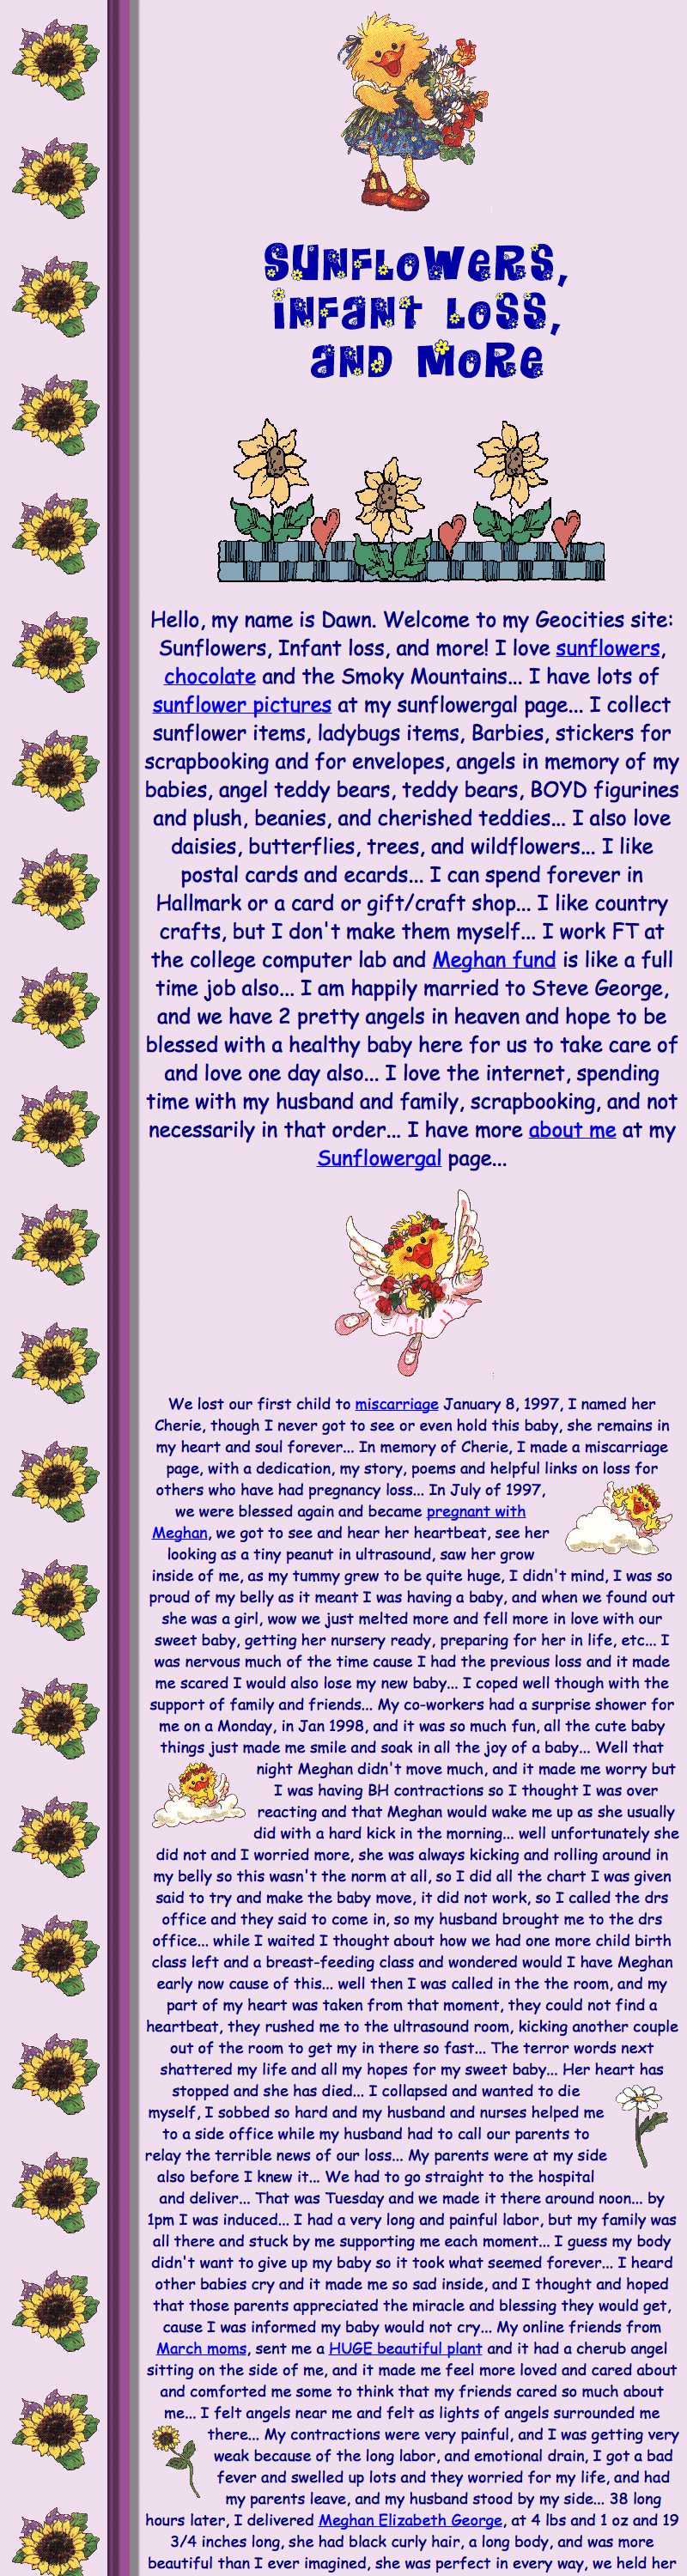 Sunflowers,
Infant Loss,
and More
Hello, my name is Dawn. Welcome to my Geocities site:
Sunflowers, Infant loss, and more! I love sunflowers,
chocolate and the Smoky Mountains... I have lots of
sunflower pictures at my sunflowergal page... I collect
sunflower items, ladybugs items, Barbies, stickers for
scrapbooking and for envelopes, angels in memory of my
babies, angel teddy bears, teddy bears, BOYD figurines
and plush, beanies, and cherished teddies... I also love
daisies, butterflies, trees, and wildflowers... I like
postal cards and ecards... I can spend forever in
Hallmark or a card or gift/craft shop... I like country
crafts, but I don't make them myself... I work FT at
the college computer lab and Meghan fund is like a full
time job also... I am happily married to Steve George,
and we have 2 pretty angels in heaven and hope to be
blessed with a healthy baby here for us to take care of
and love one day also... I love the internet, spending
time with my husband and family, scrapbooking, and not
necessarily in that order... I have more about me at my
Sunflowergal page...
We lost our first child to miscarriage January 8, 1997, I named her
Cherie, though I never got to see or even hold this baby, she remains in
my heart and soul forever... In memory of Cherie, I made a miscarriage
page, with a dedication, my story, poems and helpful links on loss for
others who have had pregnancy loss... In July of 1997,
we were blessed again and became pregnant with
Meghan, we got to see and hear her heartbeat, see her
looking as a tiny peanut in ultrasound, saw her grow
inside of me, as my tummy grew to be quite huge, I didn't mind, I was so
proud of my belly as it meant I was having a baby, and when we found out
she was a girl, wow we just melted more and fell more in love with our
sweet baby, getting her nursery ready, preparing for her in life, etc... I
was nervous much of the time cause I had the previous loss and it made
me scared I would also lose my new baby... I coped well though with the
support of family and friends... My co-workers had a surprise shower for
me on a Monday, in Jan 1998, and it was so much fun, all the cute baby
things just made me smile and soak in all the joy of a baby... Well that
night Meghan didn't move much, and it made me worry but
I was having BH contractions so I thought I was over
reacting and that Meghan would wake me up as she usually
did with a hard kick in the morning... well unfortunately she
did not and I worried more, she was always kicking and rolling around in
my belly so this wasn't the norm at all, so I did all the chart I was given
said to try and make the baby move, it did not work, so I called the drs
office and they said to come in, so my husband brought me to the drs
office... while I waited I thought about how we had one more child birth
class left and a breast-feeding class and wondered would I have Meghan
early now cause of this... well then I was called in the the room, and my
part of my heart was taken from that moment, they could not find a
heartbeat, they rushed me to the ultrasound room, kicking another couple
out of the room to get my in there so fast... The terror words next
shattered my life and all my hopes for my sweet baby... Her heart has
stopped and she has died... I collapsed and wanted to die
myself, I sobbed so hard and my husband and nurses helped me
to a side office while my husband had to call our parents to
relay the terrible news of our loss... My parents were at my side
also before I knew it... We had to go straight to the hospital
and deliver... That was Tuesday and we made it there around noon... by
1pm I was induced... I had a very long and painful labor, but my family was
all there and stuck by me supporting me each moment... I guess my body
didn't want to give up my baby so it took what seemed forever... I heard
other babies cry and it made me so sad inside, and I thought and hoped
that those parents appreciated the miracle and blessing they would get,
cause I was informed my baby would not cry... My online friends from
March moms, sent me a HUGE beautiful plant and it had a cherub angel
sitting on the side of me, and it made me feel more loved and cared about
and comforted me some to think that my friends cared so much about
me... I felt angels near me and felt as lights of angels surrounded me
there... My contractions were very painful, and I was getting very
weak because of the long labor, and emotional drain, I got a bad
fever and swelled up lots and they worried for my life, and had
my parents leave, and my husband stood by my side... 38 long
hours later, I delivered Meghan Elizabeth George, at 4 lbs and 1 oz and 19
3/4 inches long, she had black curly hair, a long body, and was more
beautiful than I ever imagined, she was perfect in every way, we held her